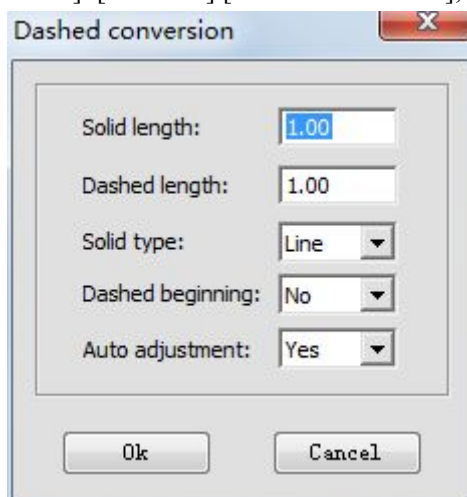 Dashed conversion
Solid length: 1.00
Dashed length: 1.00
Solid type: Line
Dashed beginning: No
Auto adjustment: Yes
Ok Cancel